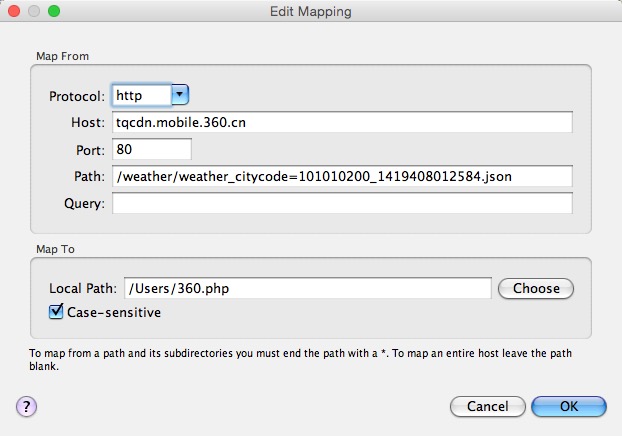 Edit Mapping
Map From
Protocol: http
Host: tqcdn.mobile.360.cn
Port: 80
Path: /weather/weather_citycode=101010200_1419408012584.json
Query:
Map To
Local Path: /Users/360.php Choose
Case-sensitive
To map from a path and its subdirectories you must end the path with a *. To map an entire host leave the path
blank.
? Cancel OK